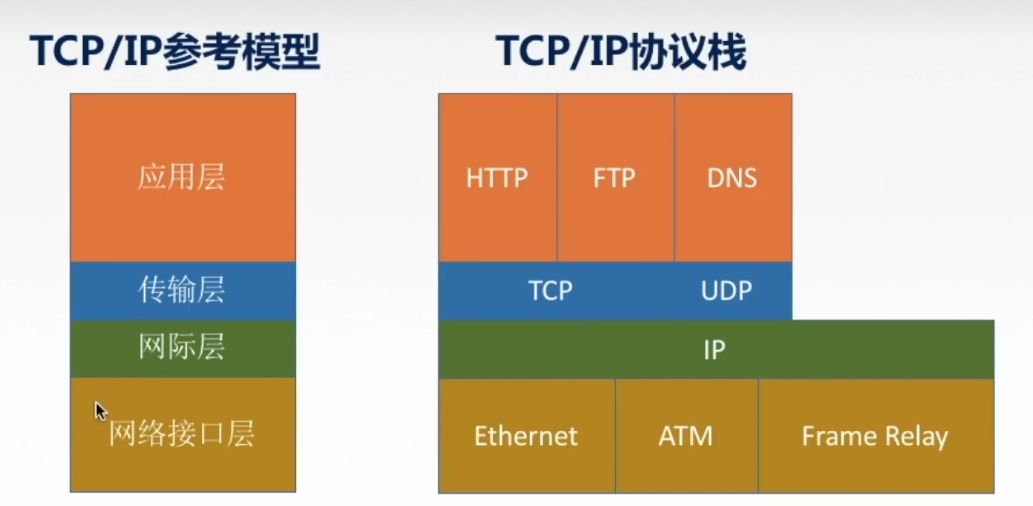 TCP/IP参考模型
应用层
传输层
网际层
网络接口层
TCP/IP协议栈
HTTP FTP DNS
TCP UDP
IP
Ethernet ATM Frame Relay